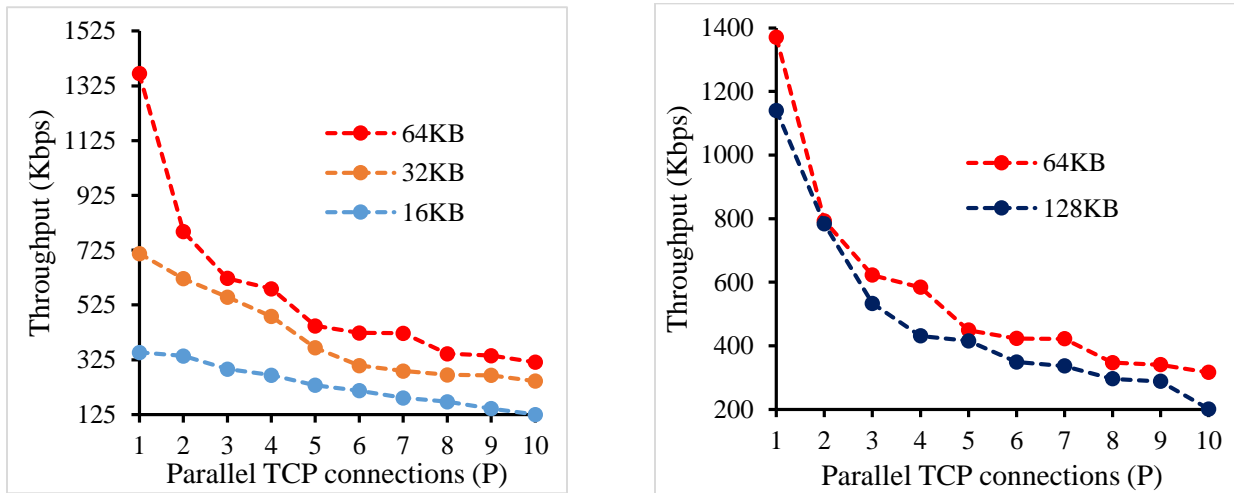 1525
1325
1125
925
725
525
325
125
Throughput (Kbps)
64KB
32KB
16KB
1 2 3 4 5 6 7 8 9 10
Parallel TCP connections (P)
1400
1200
1000
800
600
400
200
Throughput (Kbps)
64KB
128KB
1 2 3 4 5 6 7 8 9 10
Parallel TCP connections (P)